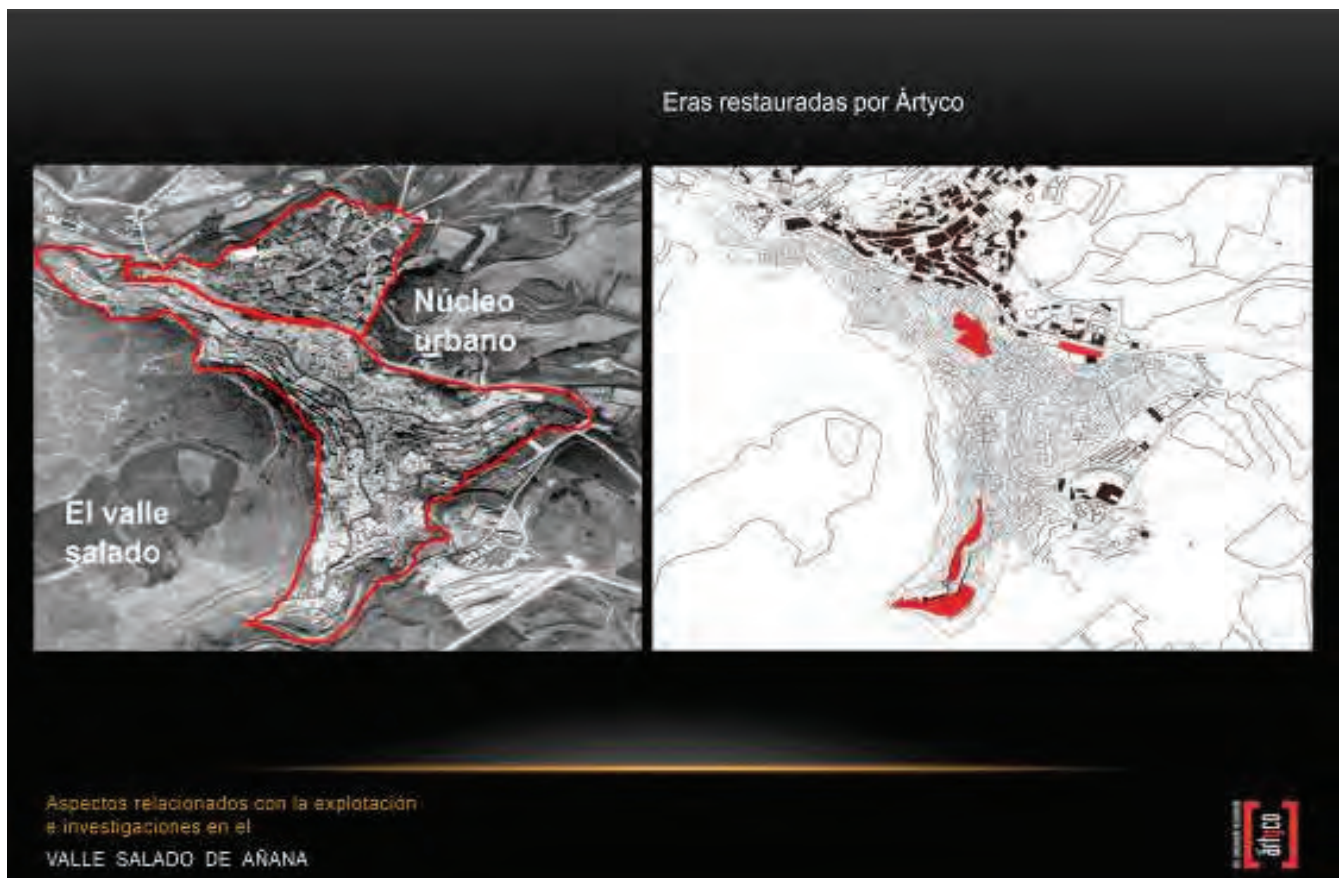 Eras restauradas por Ártyco
Núcleo
urbano
El valle
salado
Aspectos relacionados con la explotación
e investigaciones en el
VALLE SALADO DE AÑANA
ártyco